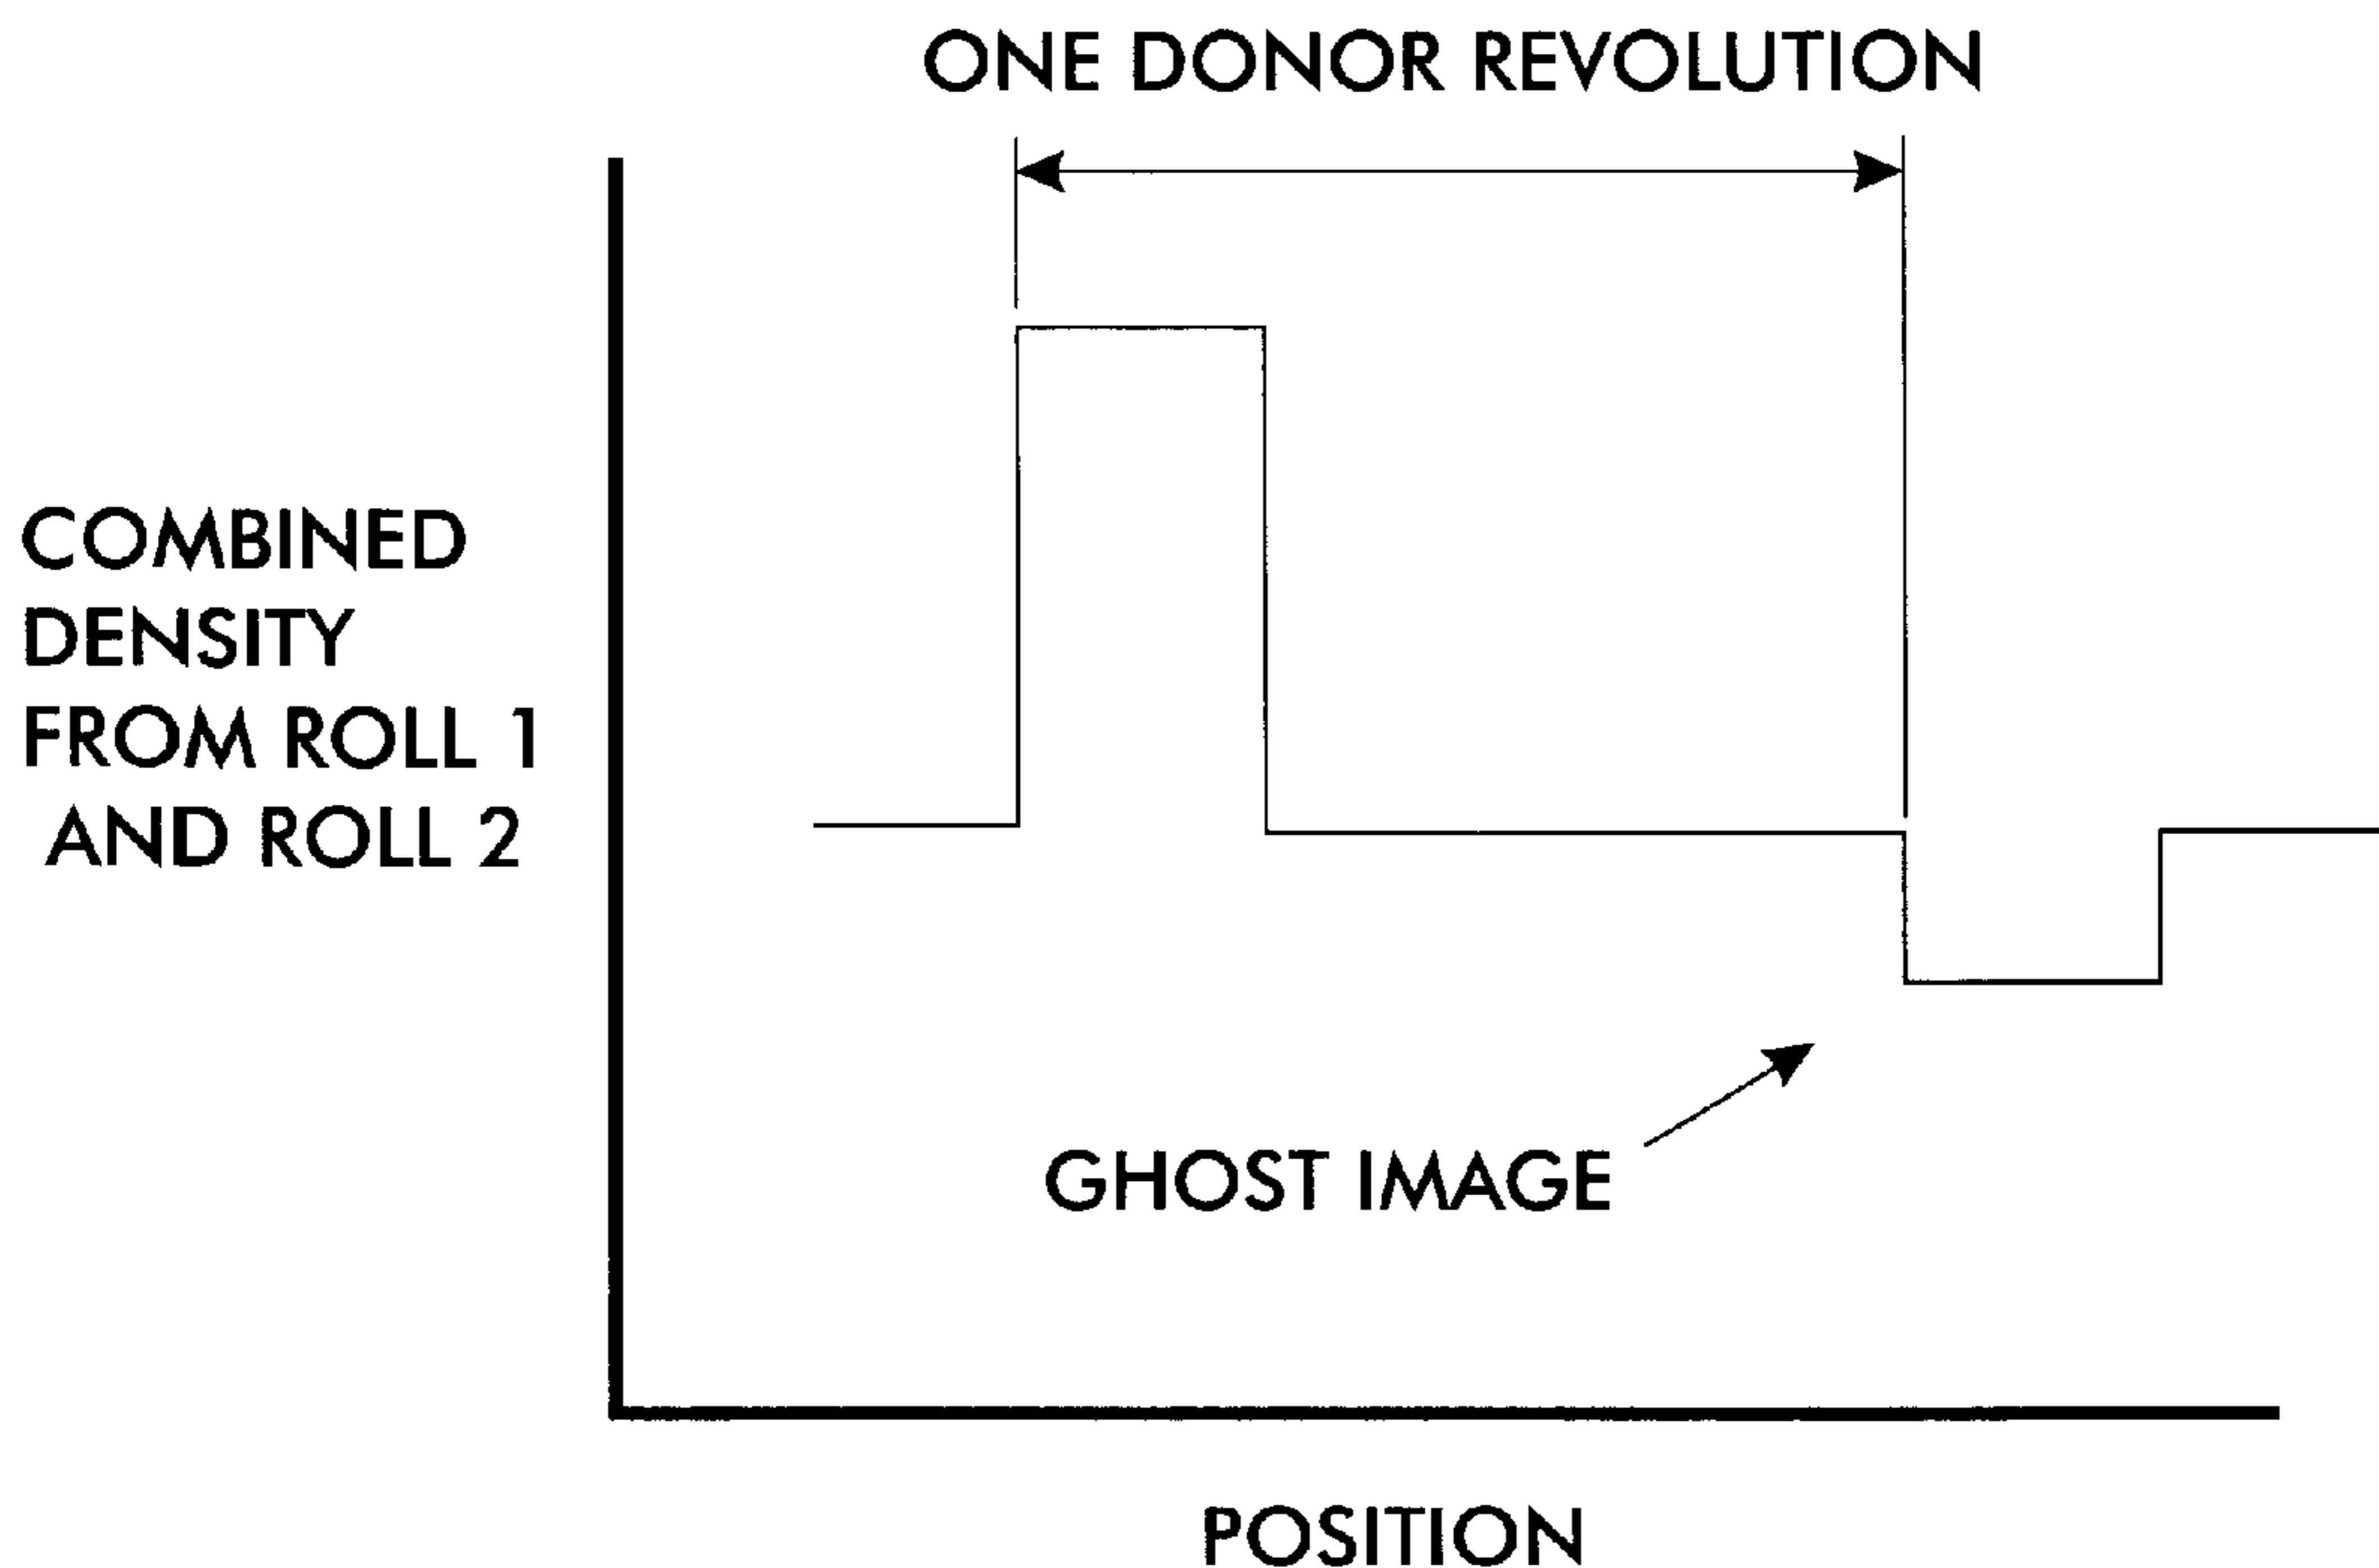 ONE DONOR REVOLUTION
COMBINED
DENSITY
FROM ROLL 1
AND ROLL 2
GHOST IMAGE
POSITION